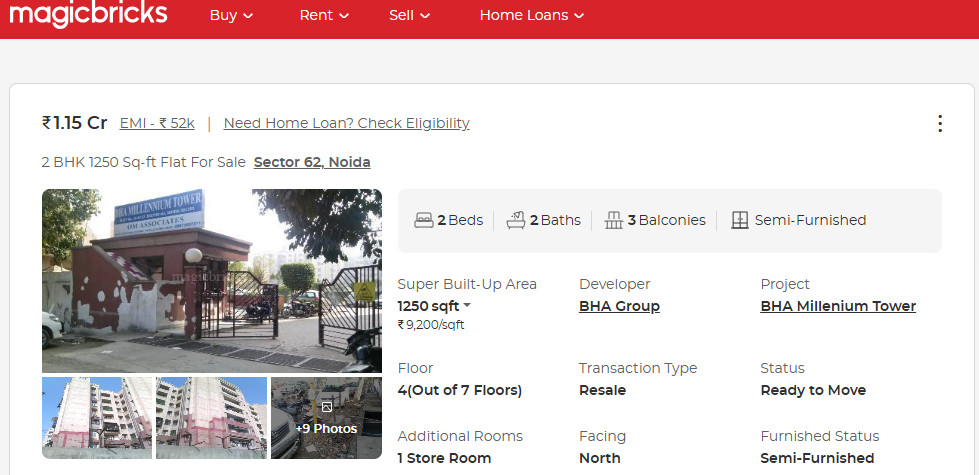 magicbricks
Buy
Rent
Sell
Home Loans
₹1.15 Cr EMI - ₹ 52k | Need Home Loan? Check Eligibility
2 BHK 1250 Sq-ft Flat For Sale Sector 62, Noida
BHA MILLENNIUM TOWER
OM ASSOCIATES
magicbricks
+9 Photos
2 Beds
2 Baths
3 Balconies
Semi-Furnished
Super Built-Up Area
1250 sqft
₹ 9,200/sqft
Developer
BHA Group
Project
BHA Millenium Tower
Floor
4(Out of 7 Floors)
Transaction Type
Resale
Status
Ready to Move
Additional Rooms
1 Store Room
Facing
North
Furnished Status
Semi-Furnished